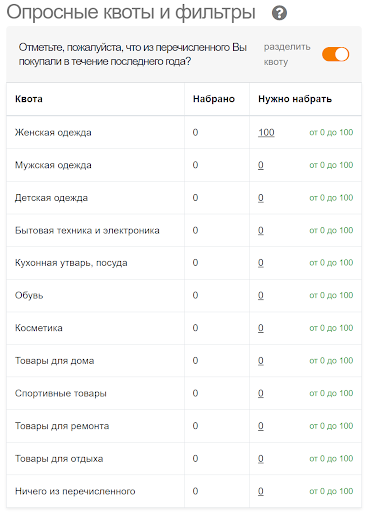 Опросные квоты и фильтры ?
Отметьте, пожалуйста, что из перечисленного Вы разделить
покупали в течение последнего года? квоту
Квота Набрано Нужно набрать
Женская одежда 0 100 от 0 до 100
Мужская одежда 0 0 от 0 до 100
Детская одежда 0 0 от 0 до 100
Бытовая техника и электроника 0 0 от 0 до 100
Кухонная утварь, посуда 0 0 от 0 до 100
Обувь 0 0 от 0 до 100
Косметика 0 0 от 0 до 100
Товары для дома 0 0 от 0 до 100
Спортивные товары 0 0 от 0 до 100
Товары для ремонта 0 0 от 0 до 100
Товары для отдыха 0 0 от 0 до 100
Ничего из перечисленного 0 0 от 0 до 100